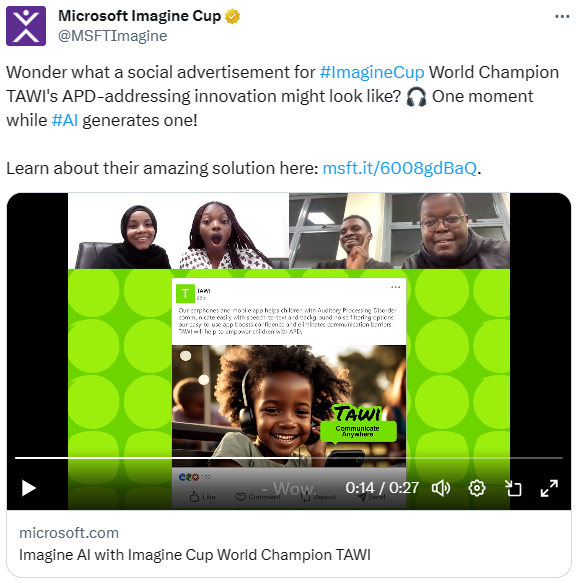 Microsoft Imagine Cup
@MSFTImagine
Wonder what a social advertisement for #ImagineCup World Champion
TAWI's APD-addressing innovation might look like? 🎧 One moment
while #AI generates one!
Learn about their amazing solution here: msft.it/6008gdBaQ.
T
TAWI
Our earphones and mobile app helps children with Auditory Processing Disorder
communicate easily with speech-to-text and background noise filtering options.
our easy-to-use app boosts confidence and eliminates communication barriers.
TAWI will help to empower children with APD.
TAWI
Communicate
Anywhere
Like
Comment
Repost
Send
- Wow.
0:14 / 0:27
microsoft.com
Imagine AI with Imagine Cup World Champion TAWI